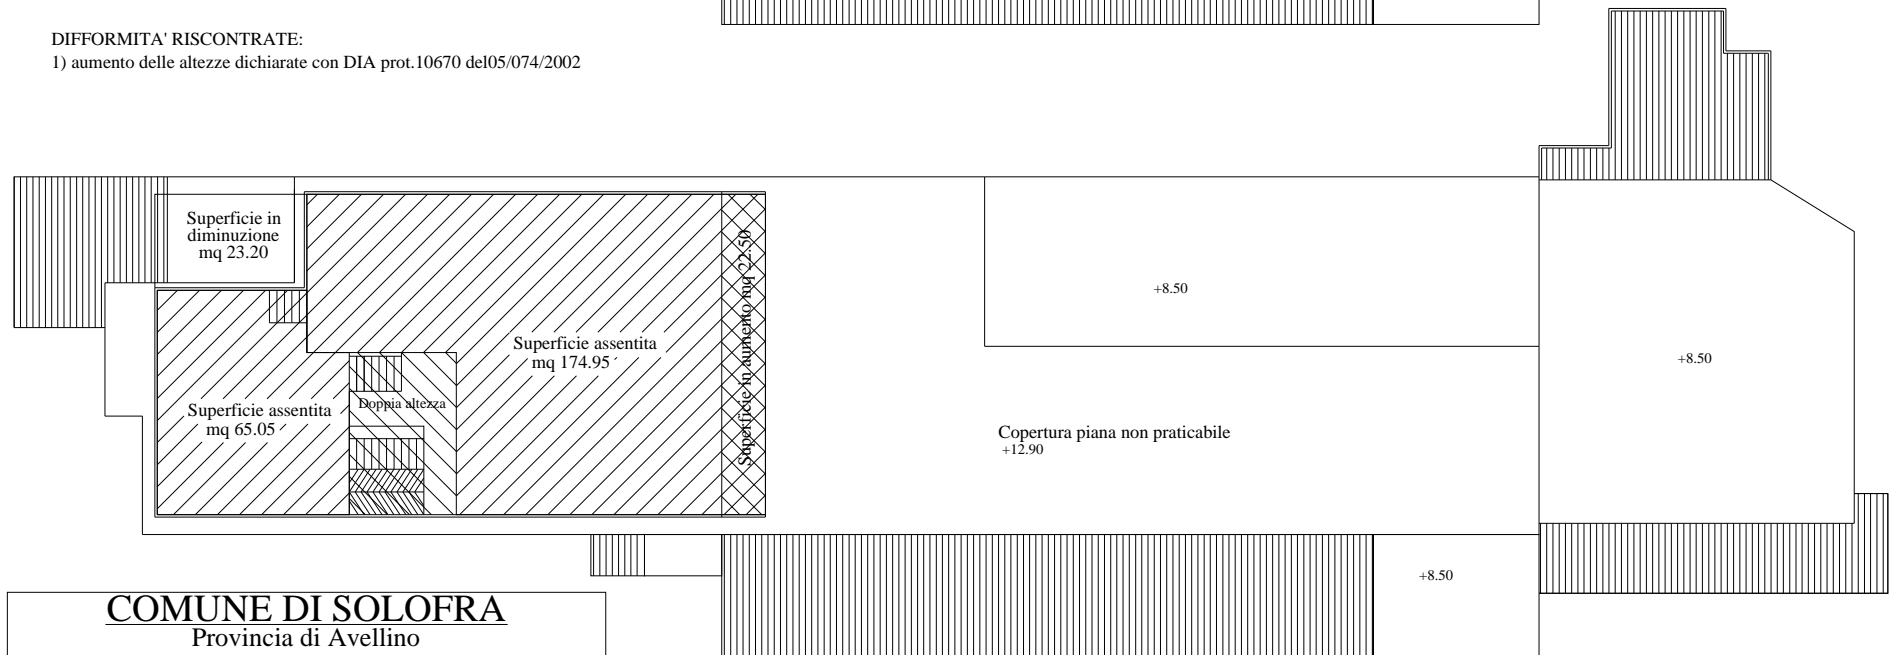 DIFFORMITA' RISCONTRATE:
1) aumento delle altezze dichiarate con DIA prot.10670 del05/074/2002
Superficie in
diminuzione
mq 23.20
Superficie assentita
mq 174.95
Superficie in aumento mq 22.50
Superficie assentita
mq 65.05
Doppia altezza
+8.50
+8.50
Copertura piana non praticabile
+12.90
+8.50
COMUNE DI SOLOFRA
Provincia di Avellino